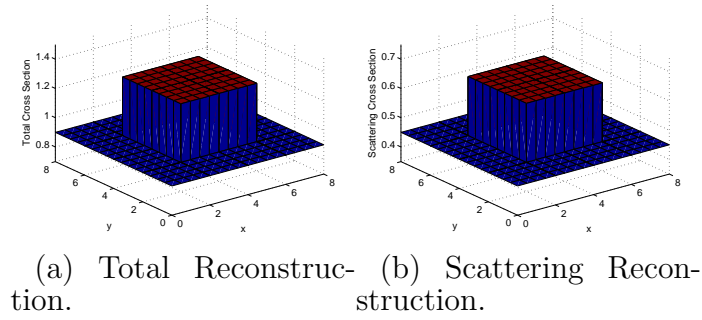 1.4
1.2
1
0.8
Total Cross Section
8
6
4
2
0
y
0
2
4
6
8
x
0.7
0.6
0.5
0.4
Scattering Cross Section
8
6
4
2
0
y
0
2
4
6
8
x
(a) Total Reconstruc-
tion.
(b) Scattering Recon-
struction.